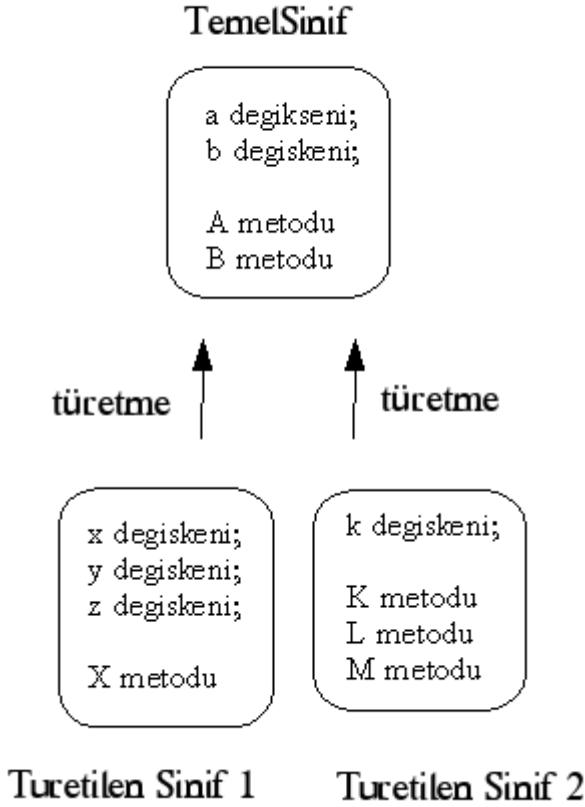 TemelSinif
a degikseni;
b degiskeni;
A metodu
B metodu
türetme
türetme
x degiskeni;
y degiskeni;
z degiskeni;
X metodu
k degiskeni;
K metodu
L metodu
M metodu
Turetilen Sinif 1
Turetilen Sinif 2